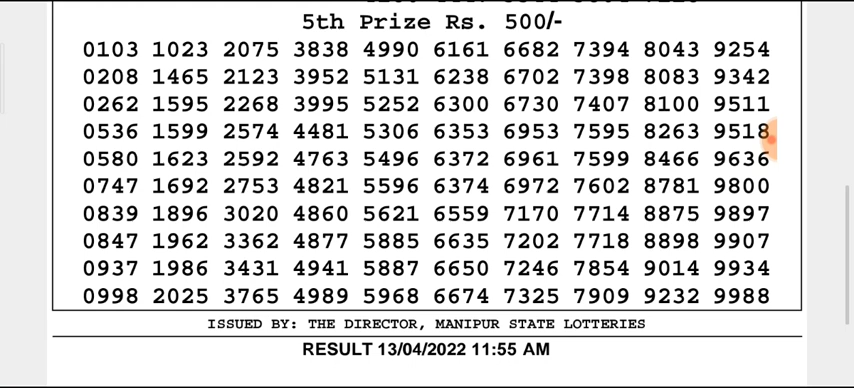 5th Prize Rs. 500/-
0103 1023 2075 3838 4990 6161 6682 7394 8043 9254
0208 1465 2123 3952 5131 6238 6702 7398 8083 9342
0262 1595 2268 3995 5252 6300 6730 7407 8100 9511
0536 1599 2574 4481 5306 6353 6953 7595 8263 9518
0580 1623 2592 4763 5496 6372 6961 7599 8466 9636
0747 1692 2753 4821 5596 6374 6972 7602 8781 9800
0839 1896 3020 4860 5621 6559 7170 7714 8875 9897
0847 1962 3362 4877 5885 6635 7202 7718 8898 9907
0937 1986 3431 4941 5887 6650 7246 7854 9014 9934
0998 2025 3765 4989 5968 6674 7325 7909 9232 9988
ISSUED BY: THE DIRECTOR, MANIPUR STATE LOTTERIES
RESULT 13/04/2022 11:55 AM